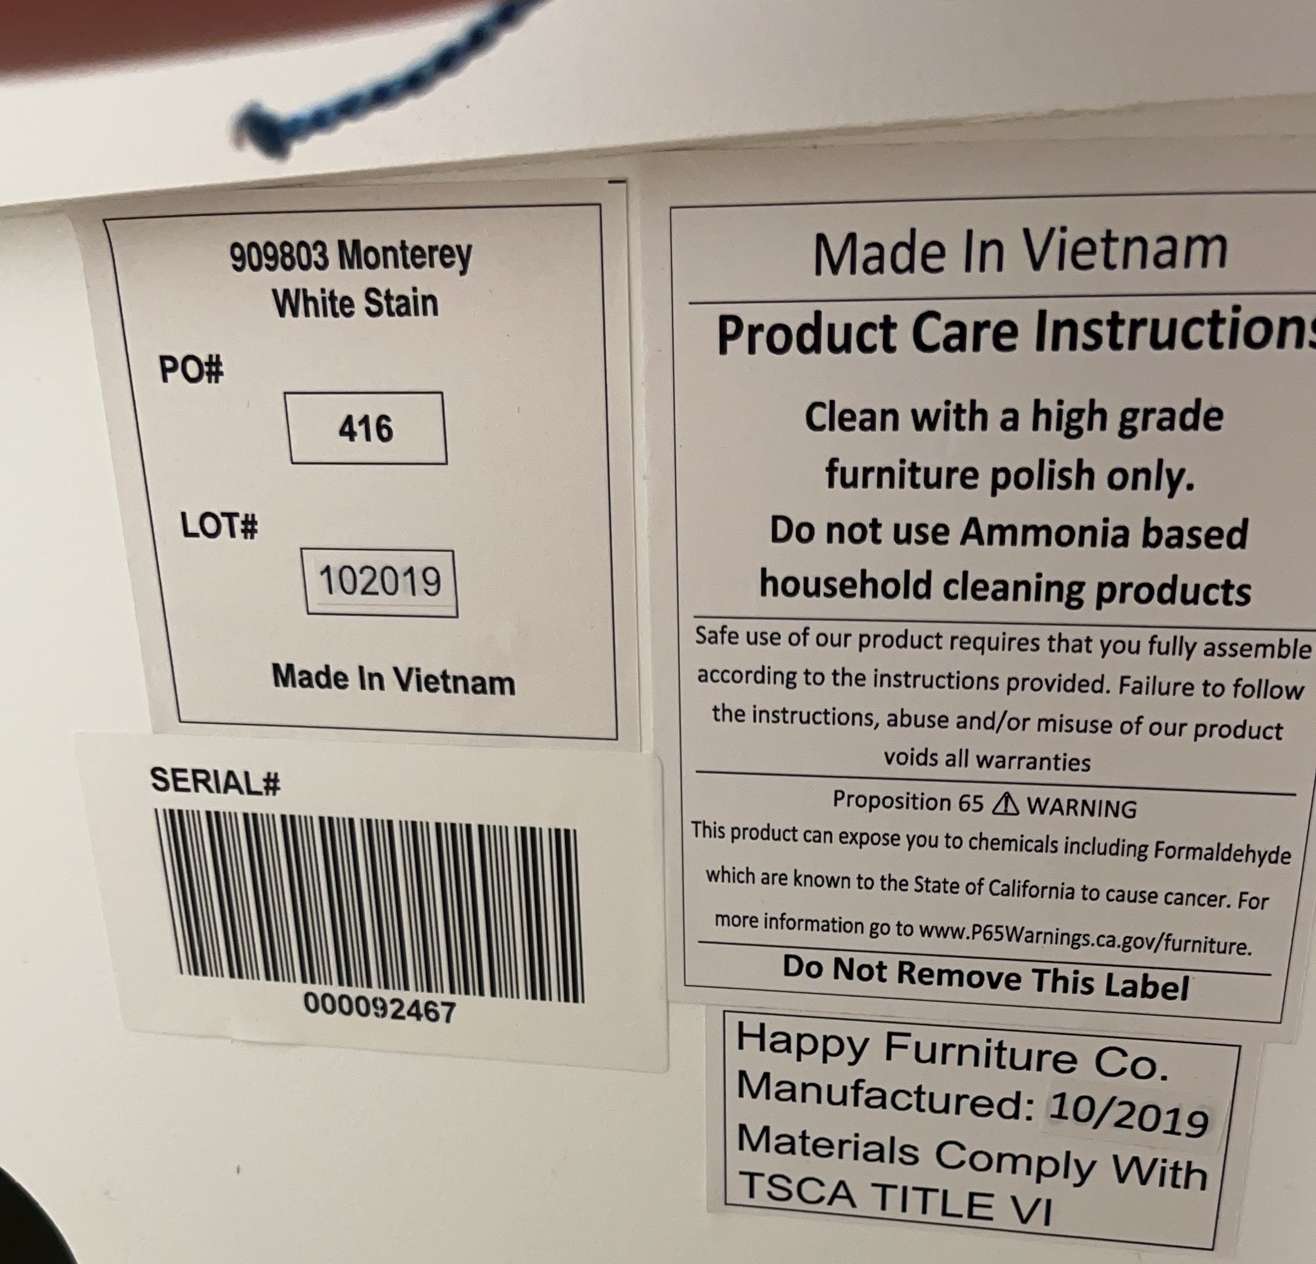 909803 Monterey
White Stain
PO#
416
LOT#
102019
Made In Vietnam
SERIAL#
000092467
Made In Vietnam
Product Care Instructions
Clean with a high grade
furniture polish only.
Do not use Ammonia based
household cleaning products
Safe use of our product requires that you fully assemble
according to the instructions provided. Failure to follow
the instructions, abuse and/or misuse of our product
voids all warranties
Proposition 65 ⚠ WARNING
This product can expose you to chemicals including Formaldehyde
which are known to the State of California to cause cancer. For
more information go to www.P65Warnings.ca.gov/furniture.
Do Not Remove This Label
Happy Furniture Co.
Manufactured: 10/2019
Materials Comply With
TSCA TITLE VI